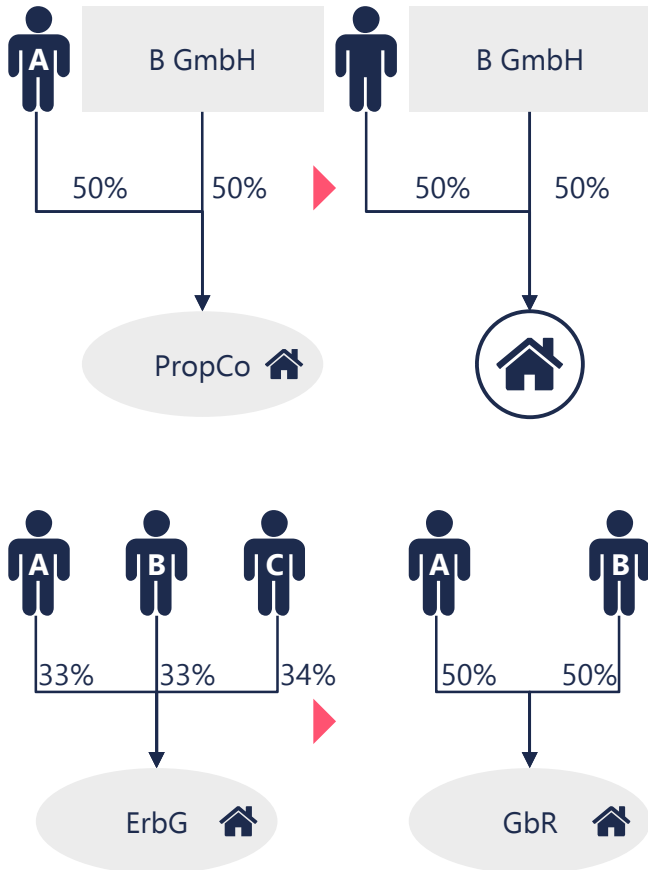 A B GmbH B GmbH
50% 50% 50% 50%
PropCo
A B C A B
33% 33% 34% 50% 50%
ErbG GbR